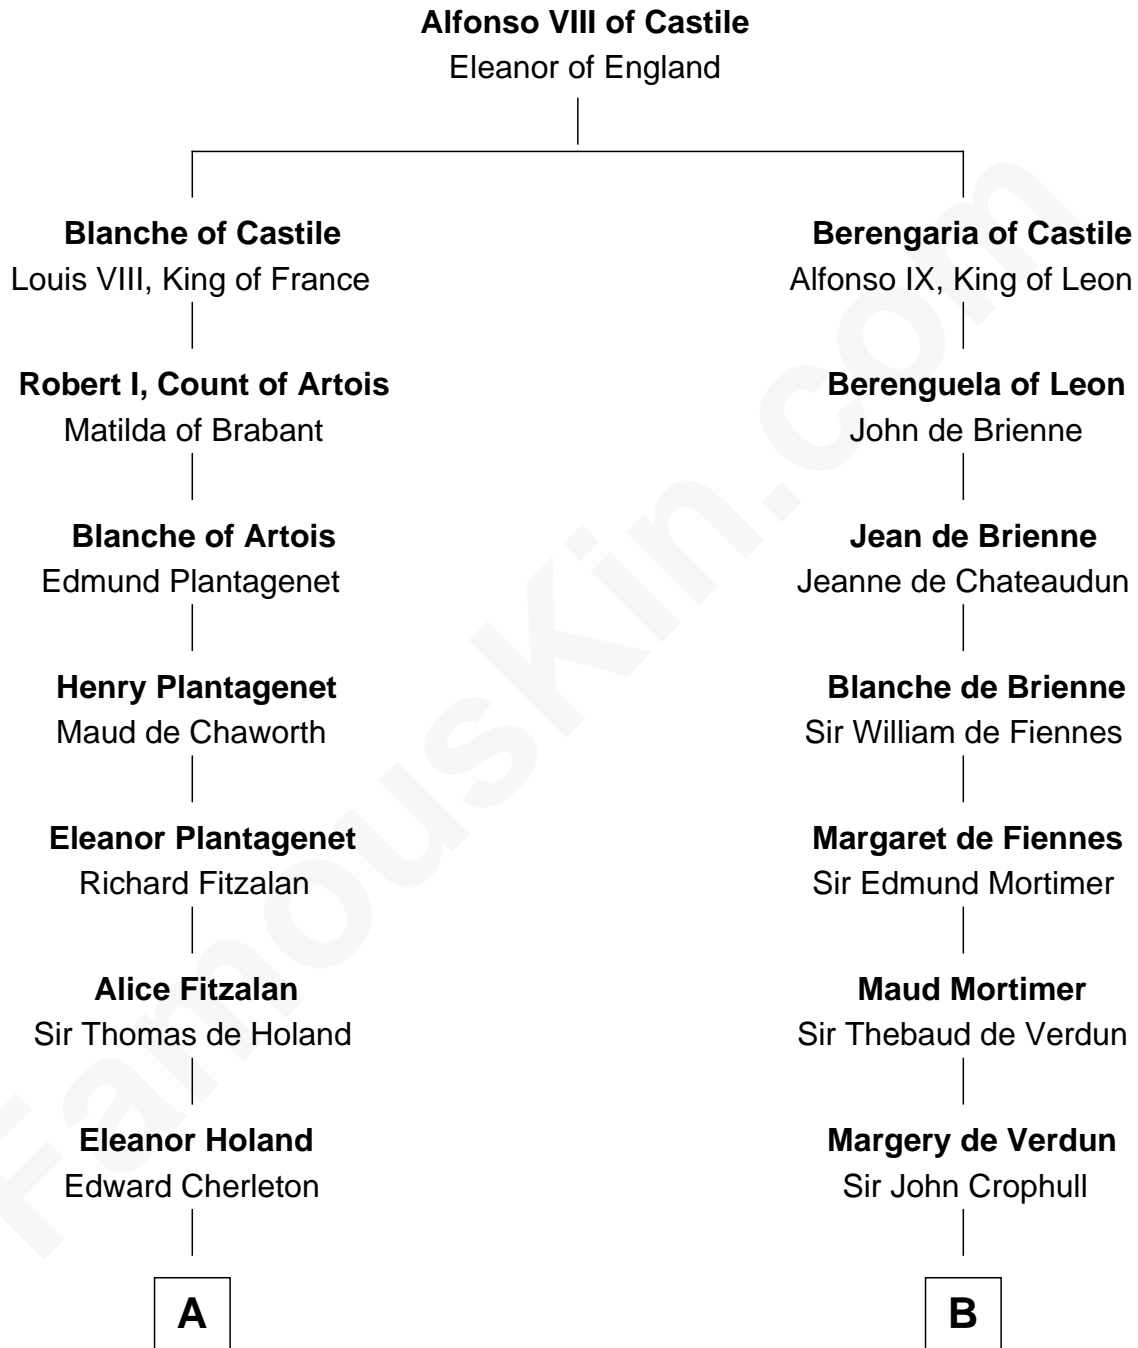 Alfonso VIII of Castile
Eleanor of England
Blanche of Castile
Louis VIII, King of France
Berengaria of Castile
Alfonso IX, King of Leon
Robert I, Count of Artois
Matilda of Brabant
Berenguela of Leon
John de Brienne
Blanche of Artois
Edmund Plantagenet
Jean de Brienne
Jeanne de Chateaudun
Henry Plantagenet
Maud de Chaworth
Blanche de Brienne
Sir William de Fiennes
Eleanor Plantagenet
Richard Fitzalan
Margaret de Fiennes
Sir Edmund Mortimer
Alice Fitzalan
Sir Thomas de Holand
Maud Mortimer
Sir Thebaud de Verdun
Eleanor Holand
Edward Cherleton
Margery de Verdun
Sir John Crophull
A
B
FamousKin.com